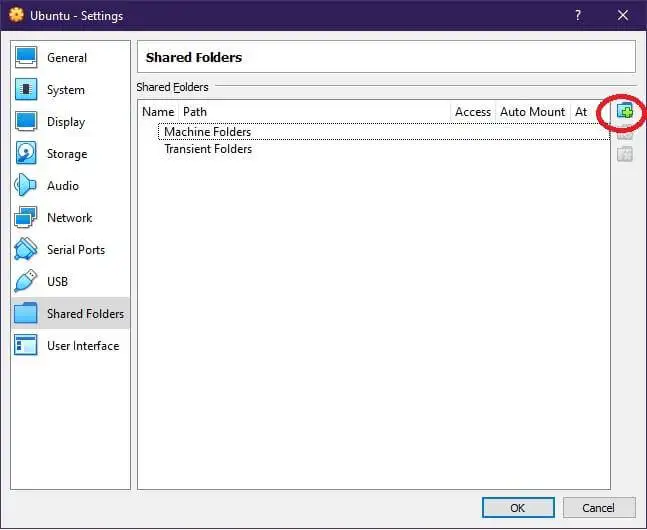 Ubuntu - Settings
?
General
System
Display
Storage
Audio
Network
Serial Ports
USB
Shared Folders
User Interface
Shared Folders
Shared Folders
Name Path Access Auto Mount At
Machine Folders
Transient Folders
OK Cancel